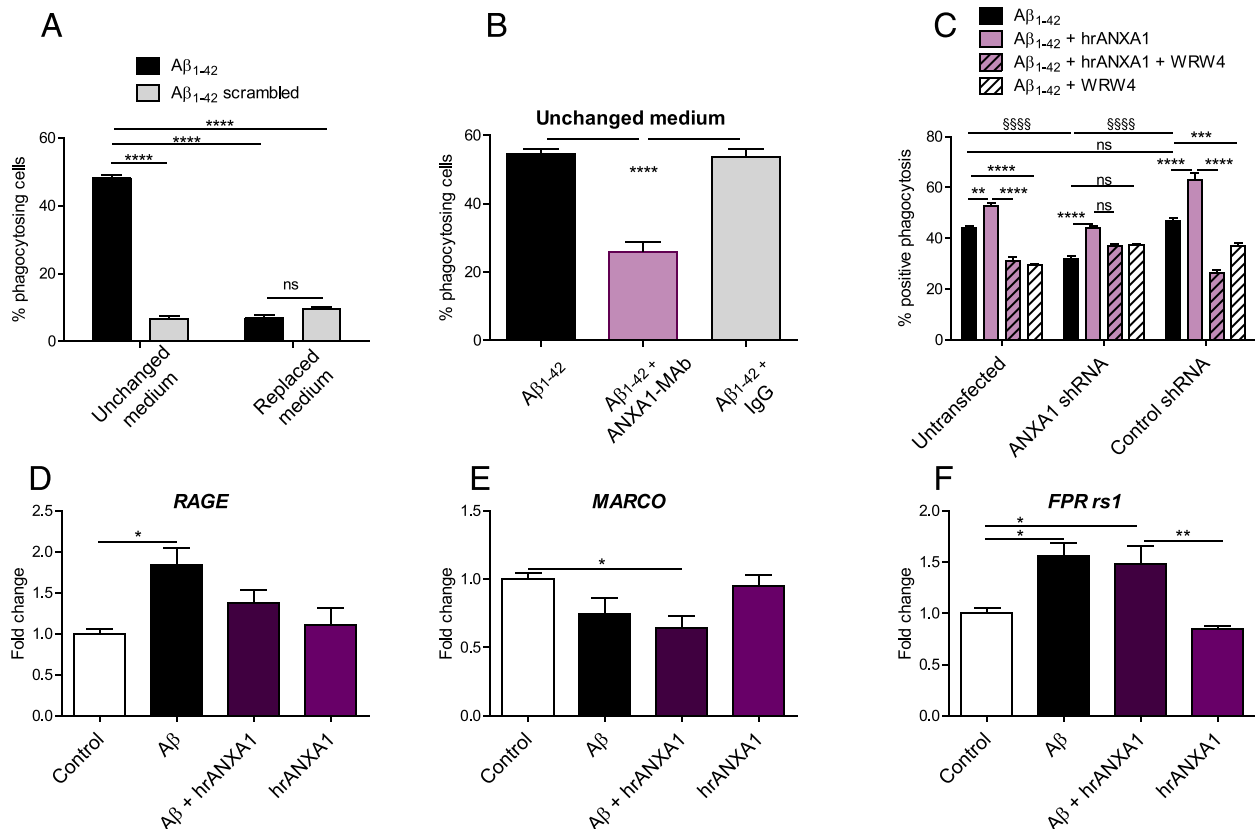 A
Aβ1-42
Aβ1-42 scrambled
% phagocytosing cells
60
40
20
0
****
****
****
ns
Unchanged
medium
Replaced
medium
B
Unchanged medium
% phagocytosing cells
60
40
20
0
****
Aβ1-42
Aβ1-42 +
ANXA1-MAb
Aβ1-42 +
IgG
C
Aβ1-42
Aβ1-42 + hrANXA1
Aβ1-42 + hrANXA1 + WRW4
Aβ1-42 + WRW4
% positive phagocytosis
80
60
40
20
0
§§§§ §§§§ ***
ns
**** **** ****
** **** ns
**** ns
Untransfected
ANXA1 shRNA
Control shRNA
D
RAGE
Fold change
2.5
2.0
1.5
1.0
0.5
0.0
*
Control
Aβ
Aβ + hrANXA1
hrANXA1
E
MARCO
Fold change
1.5
1.0
0.5
0.0
*
Control
Aβ
Aβ + hrANXA1
hrANXA1
F
FPR rs1
Fold change
2.0
1.5
1.0
0.5
0.0
*
*
**
Control
Aβ
Aβ + hrANXA1
hrANXA1